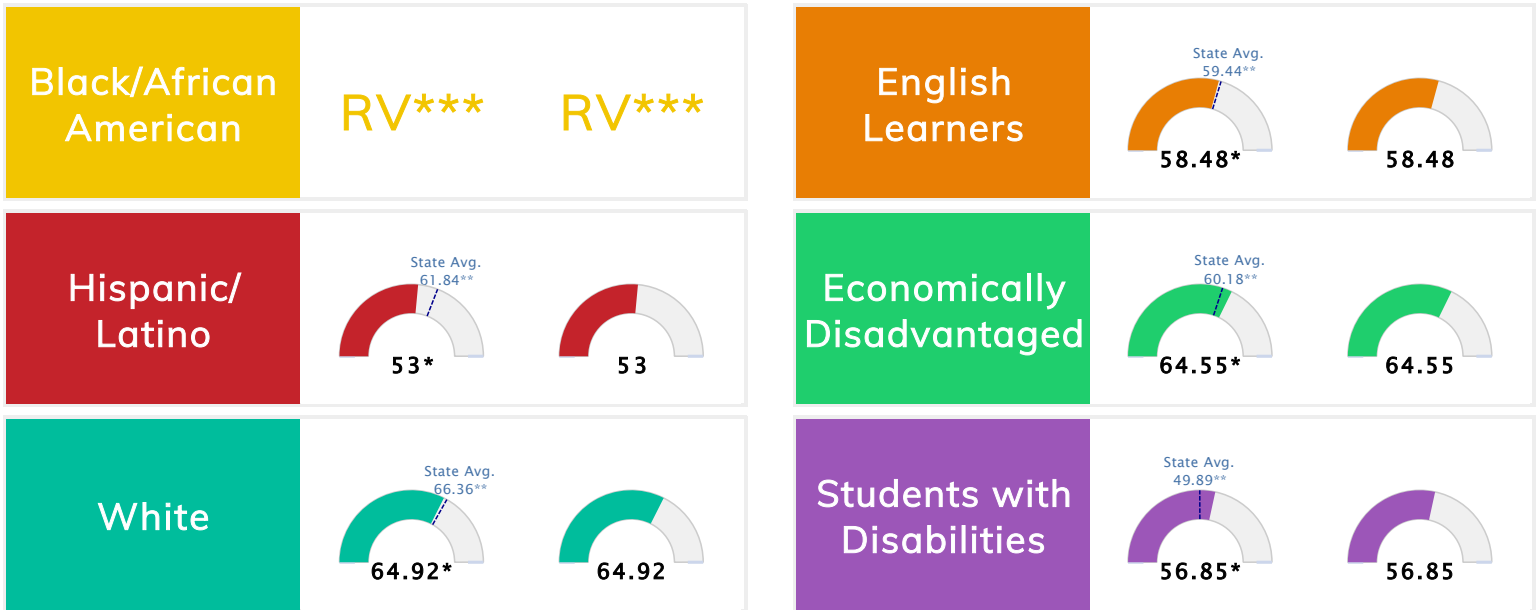 Black/African
American
RV***
RV***
English
Learners
State Avg.
59.44**
58.48*
58.48
Hispanic/
Latino
State Avg.
61.84**
53*
53
Economically
Disadvantaged
State Avg.
60.18**
64.55*
64.55
White
State Avg.
66.36**
64.92*
64.92
Students with
Disabilities
State Avg.
49.89**
56.85*
56.85